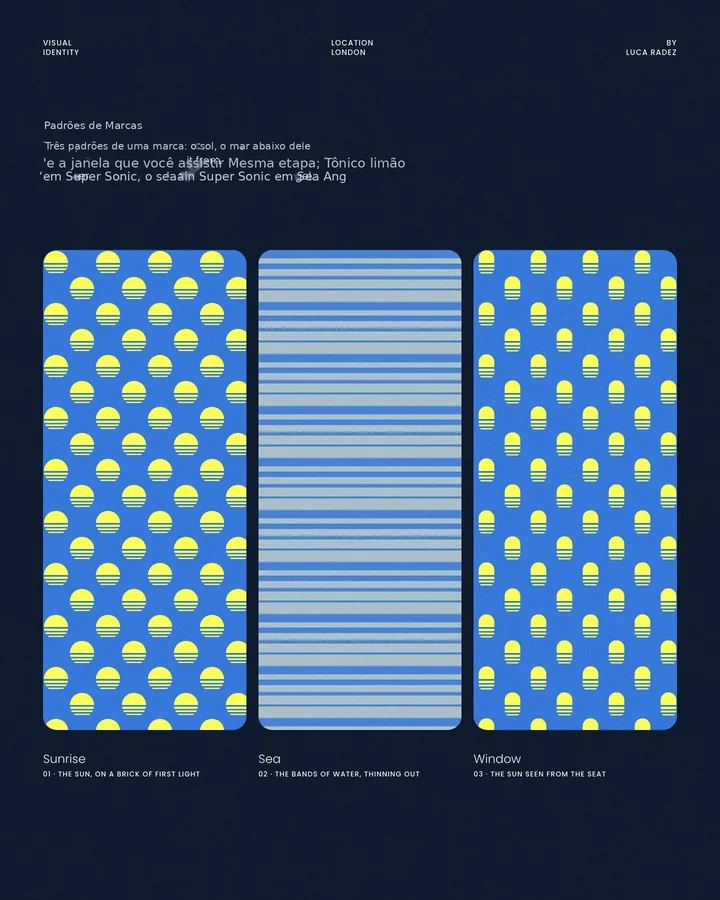 VISUAL
IDENTITY
LOCATION
LONDON
BY
LUCA RADEZ
Padrões de Marcas
Três padrões de uma marca: o sol, o mar abaixo dele
e a janela que você assistir Mesma etapa; Tônico limão
em Super Sonic, o Super Sonic em Ang
Sunrise
01 · THE SUN, ON A BRICK OF FIRST LIGHT
Sea
02 · THE BANDS OF WATER, THINNING OUT
Window
03 · THE SUN SEEN FROM THE SEAT